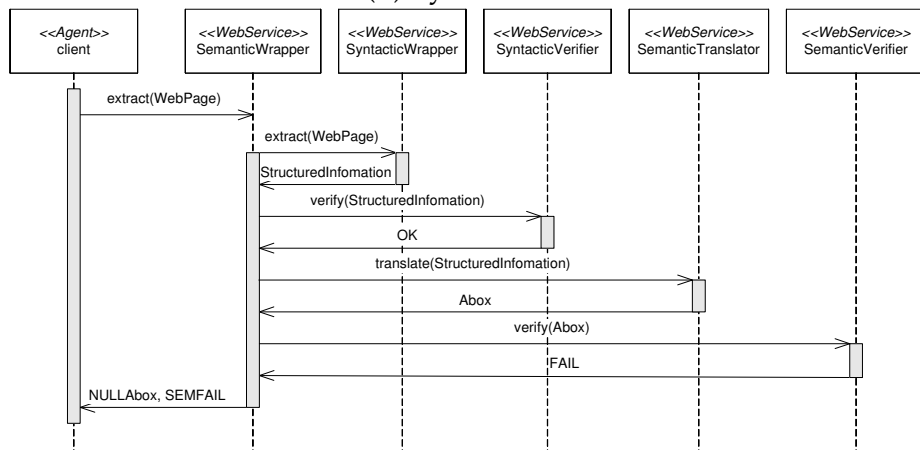 <<Agent>>
client
<<WebService>>
SemanticWrapper
<<WebService>>
SyntacticWrapper
<<WebService>>
SyntacticVerifier
<<WebService>>
SemanticTranslator
<<WebService>>
SemanticVerifier
extract(WebPage)
extract(WebPage)
StructuredInfomation
verify(StructuredInfomation)
OK
translate(StructuredInfomation)
Abox
verify(Abox)
FAIL
NULLAbox, SEMFAIL